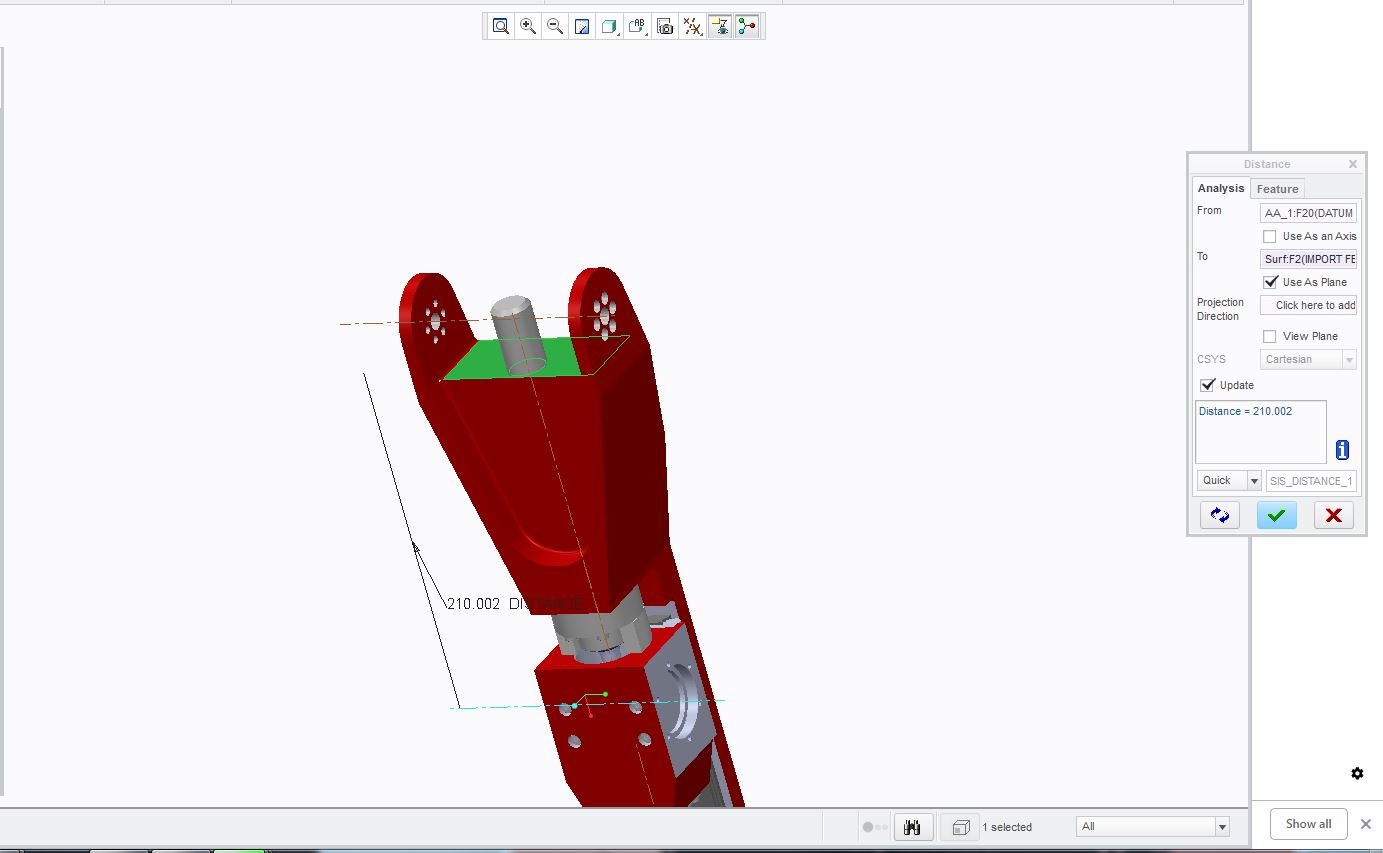 AB
Distance
Analysis
Feature
From
AA_1:F20(DATUM
Use As an Axis
To
Surf:F2(IMPORT FE
Use As Plane
Projection
Direction
Click here to add
View Plane
CSYS
Cartesian
Update
Distance = 210.002
Quick
SIS_DISTANCE_1
210.002 DISTANCE
1 selected
All
Show all